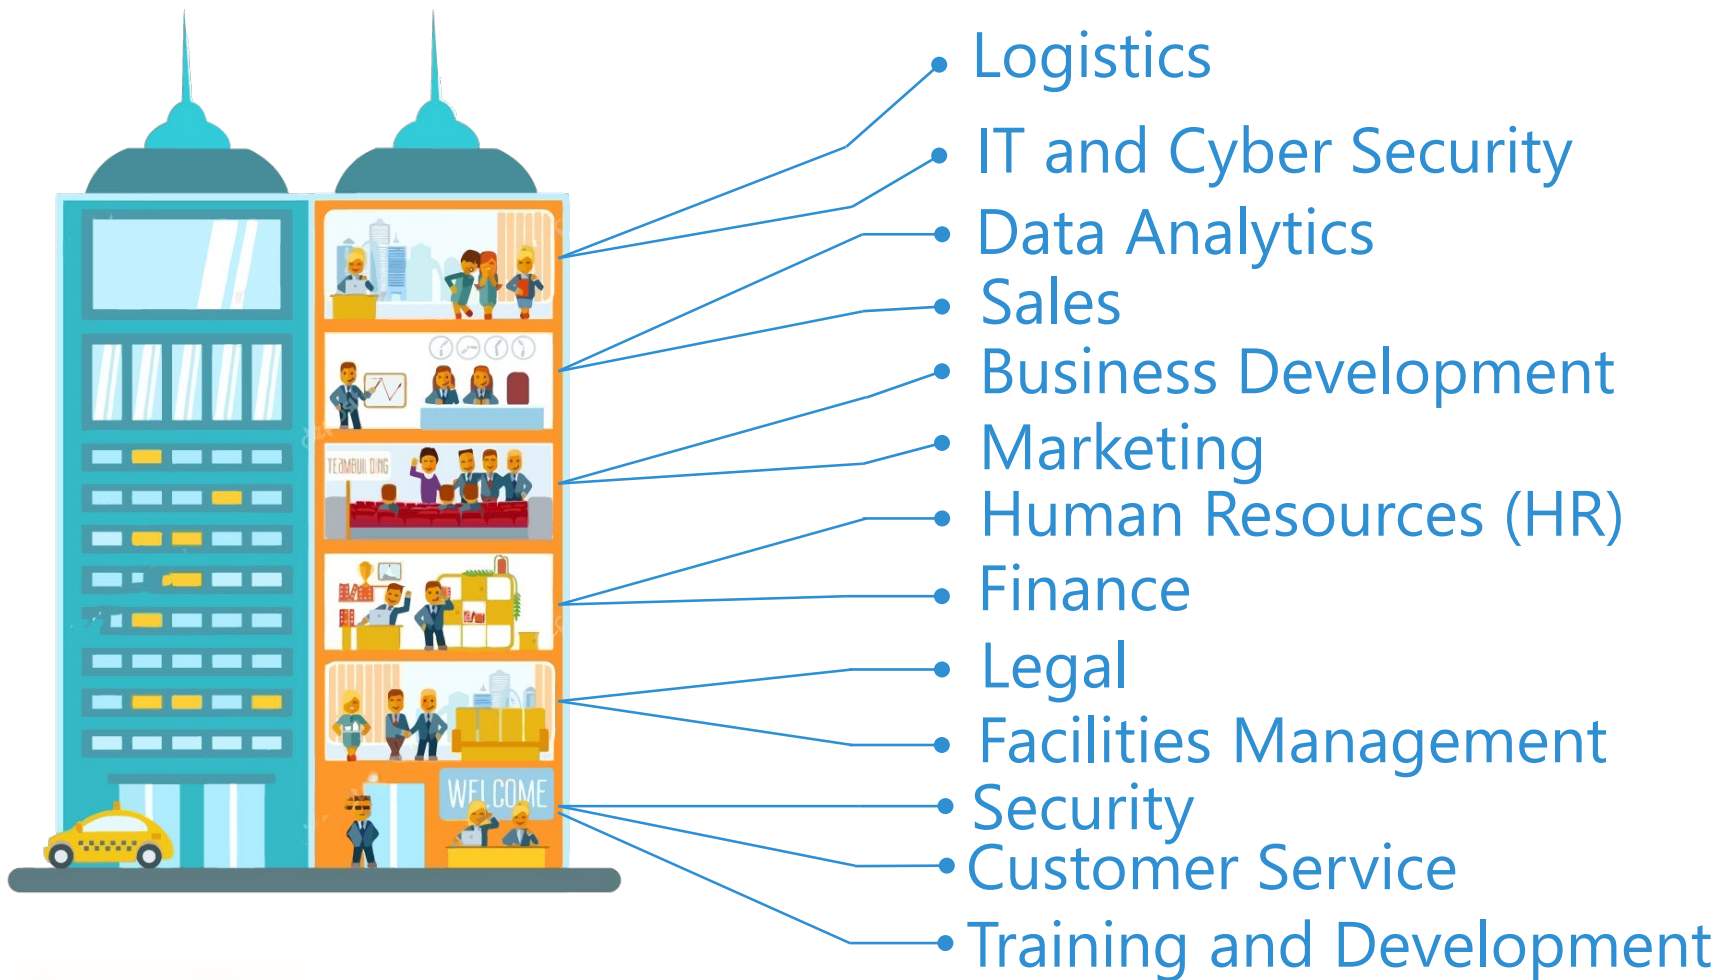 Logistics
IT and Cyber Security
Data Analytics
Sales
Business Development
Marketing
TEAMBUILDING
Human Resources (HR)
Finance
Legal
Facilities Management
WELCOME
Security
Customer Service
Training and Development